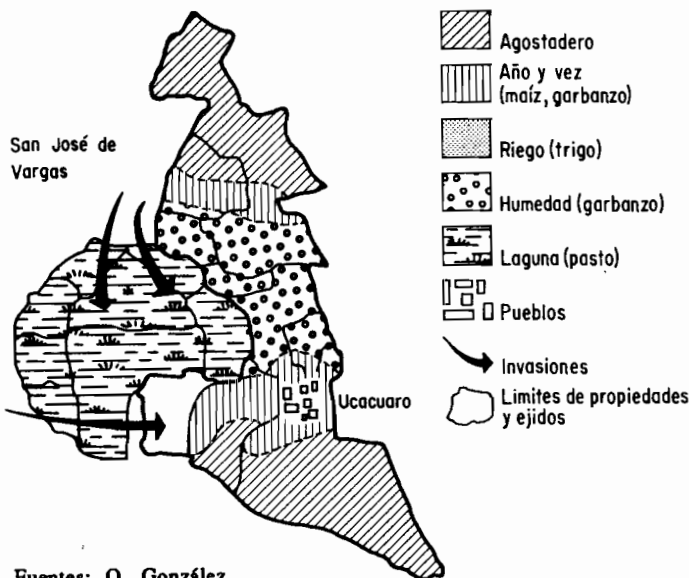 San José de
Vargas
Ucacuaro
Agostadero
Año y vez
(maíz, garbanzo)
Riego (trigo)
Humedad (garbanzo)
Laguna (pasto)
Pueblos
Invasiones
Limites de propiedades
y ejidos
Fuentes: O. González